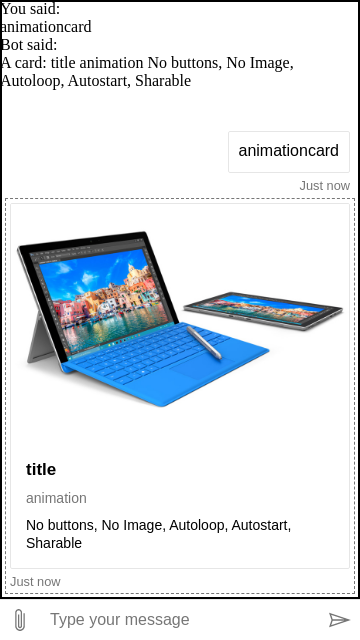 You said:
animationcard
Bot said:
A card: title animation No buttons, No Image,
Autoloop, Autostart, Sharable
animationcard
Just now
title
animation
No buttons, No Image, Autoloop, Autostart,
Sharable
Just now
Type your message